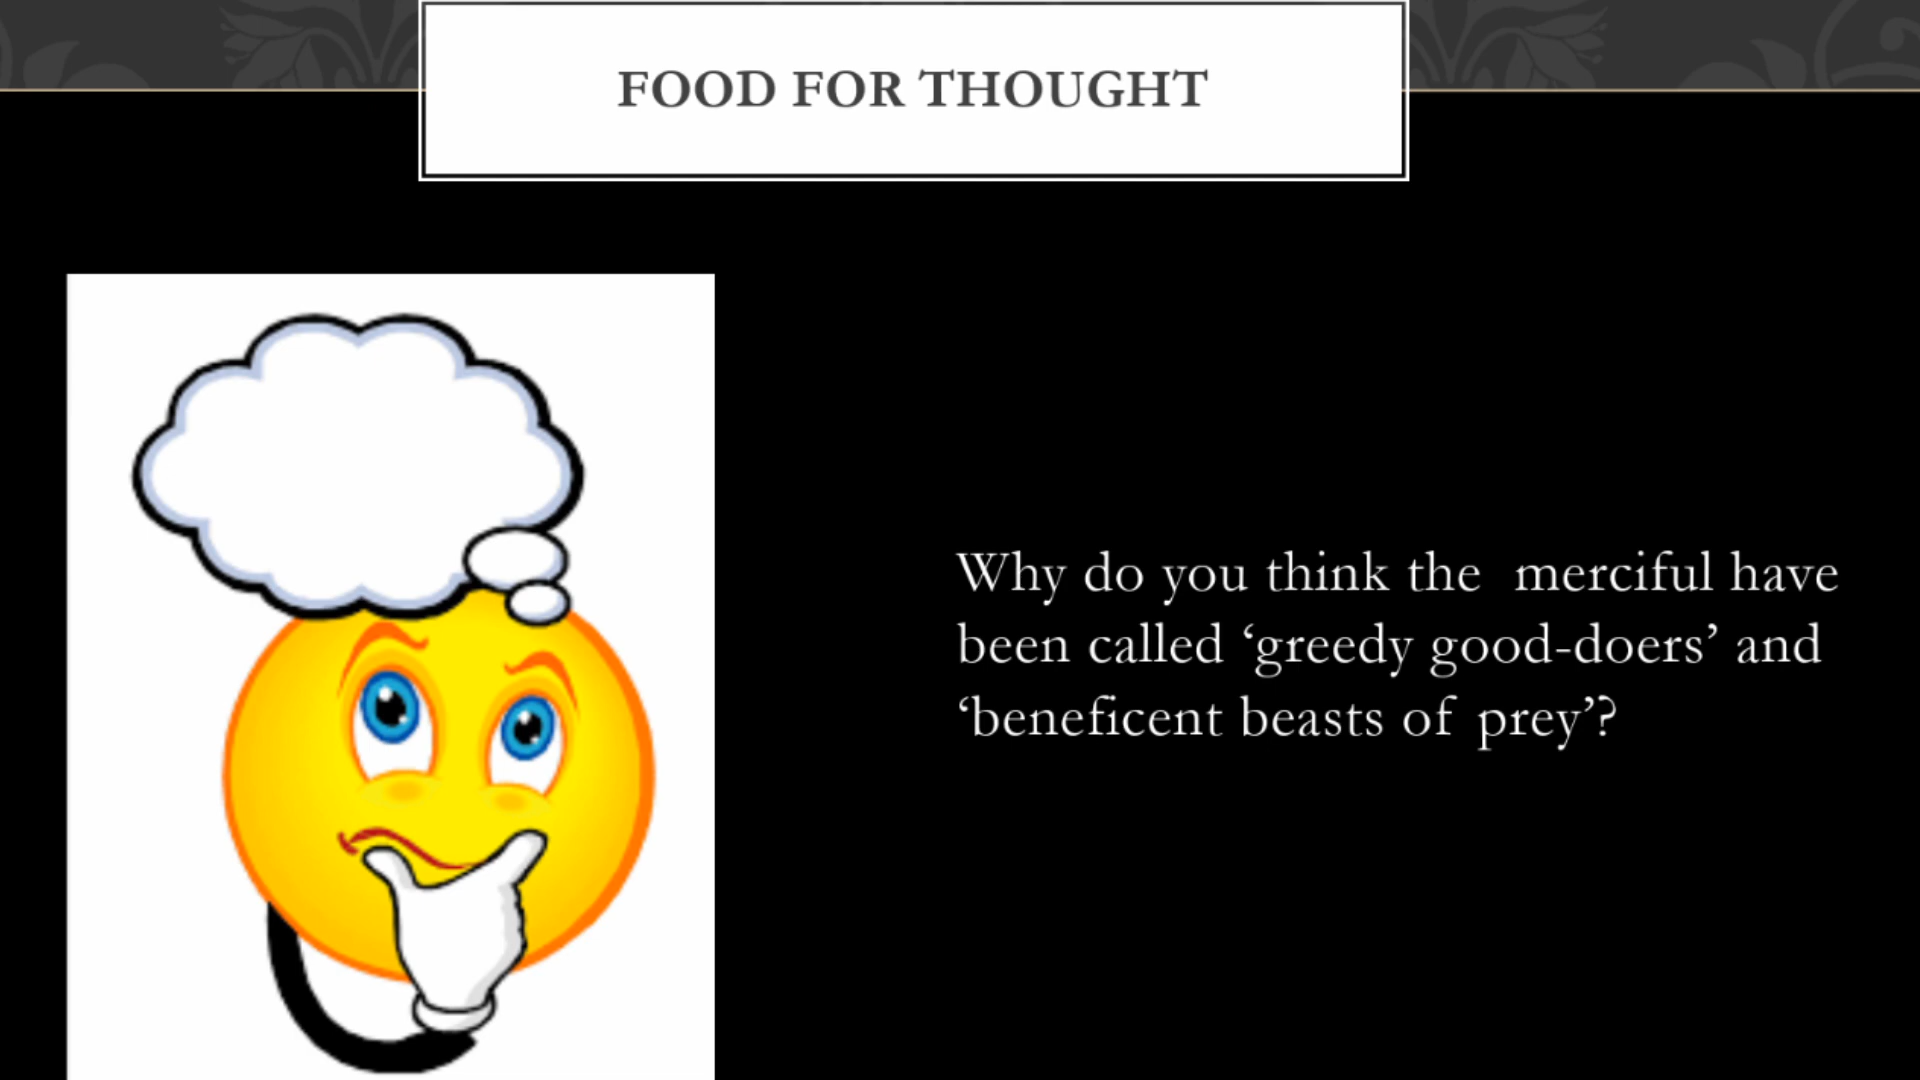 FOOD FOR THOUGHT
Why do you think the  merciful have
been called ‘greedy good-doers’ and
‘beneficent beasts of prey’?